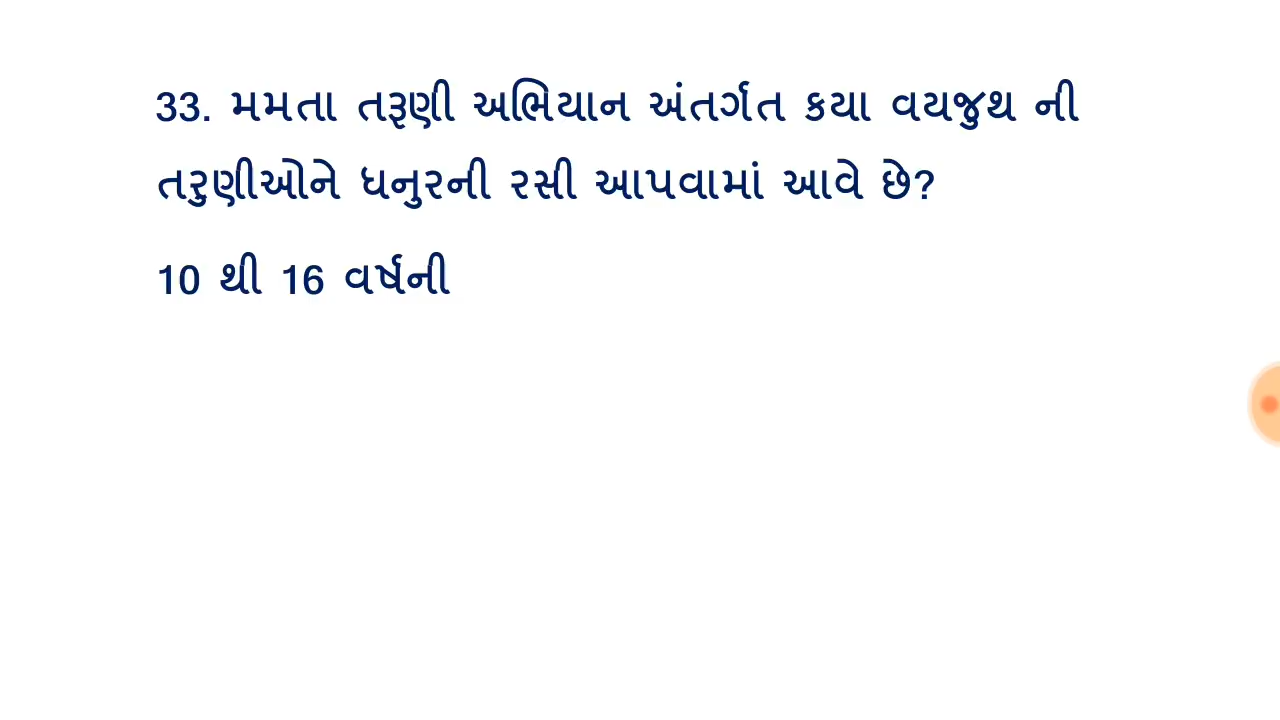 33. મમતા તરૂણી અભિયાન અંતર્ગત કયા વયજુથ ની
તરુણીઓને ધનુરની રસી આપવામાં આવે છે?
10 થી 16 વર્ષની